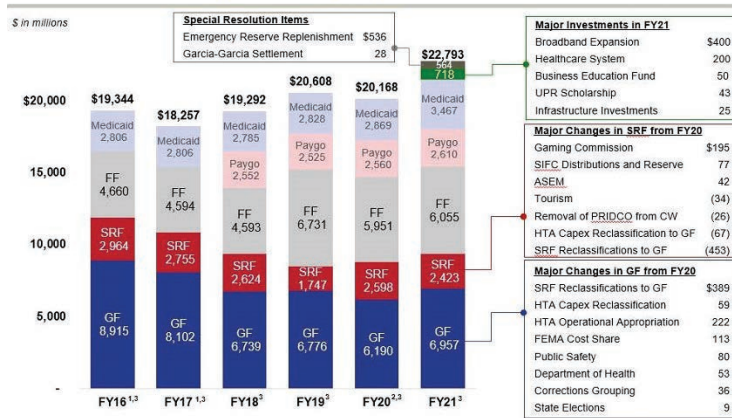 $ in millions
Special Resolution Items
Emergency Reserve Replenishment $536
Garcia-Garcia Settlement 28
$20,000
15,000
10,000
5,000
-
$19,344
Medicaid
2,806
FF
4,660
SRF
2,964
GF
8,915
FY16 1,3
$18,257
Medicaid
2,806
FF
4,594
SRF
2,755
GF
8,102
FY17 1,3
$19,292
Medicaid
2,785
Paygo
2,552
FF
4,593
SRF
2,624
GF
6,739
FY18 3
$20,608
Medicaid
2,828
Paygo
2,525
FF
6,731
SRF
1,747
GF
6,776
FY19 3
$20,168
Medicaid
2,869
Paygo
2,560
FF
5,951
SRF
2,598
GF
6,190
FY20 2,3
$22,793
564
718
Medicaid
3,467
Paygo
2,610
FF
6,055
SRF
2,423
GF
6,957
FY21 3
Major Investments in FY21
Broadband Expansion $400
Healthcare System 200
Business Education Fund 50
UPR Scholarship 43
Infrastructure Investments 25
Major Changes in SRF from FY20
Gaming Commission $195
SIFC Distributions and Reserve 77
ASEM 42
Tourism (34)
Removal of PRIDCO from CW (26)
HTA Capex Reclassification to GF (67)
SRF Reclassifications to GF (453)
Major Changes in GF from FY20
SRF Reclassifications to GF $389
HTA Capex Reclassification 59
HTA Operational Appropriation 222
FEMA Cost Share 113
Public Safety 80
Department of Health 53
Corrections Grouping 36
State Elections 9